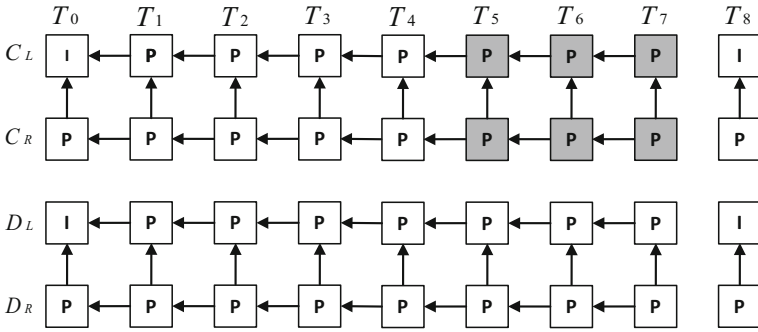 T0 T1 T2 T3 T4 T5 T6 T7 T8
CL I P P P P P P P I
CR P P P P P P P P P
DL I P P P P P P P I
DR P P P P P P P P P